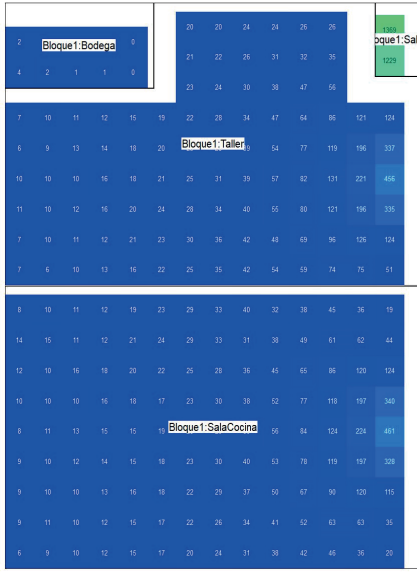 20 20 24 24 26 26
1369
2 Bloque1:Bodega 0
Bloque1:Sal
21 22 26 31 32 35
1229
4 2 1 1 0
23 24 30 38 47 56
7 10 11 12 15 19 22 28 34 47 64 86 121 124
Bloque1:Taller
6 9 13 14 18 20 54 77 119 196 337
10 10 10 16 18 21 25 31 39 57 82 131 221 456
11 10 12 16 20 24 28 34 40 55 80 121 196 335
7 10 11 12 21 23 30 36 42 48 69 96 126 124
7 6 10 13 16 22 25 35 42 54 59 74 75 51
8 10 11 12 19 23 29 33 40 32 38 45 36 19
14 15 11 12 21 24 29 33 31 38 49 61 62 44
12 10 16 18 20 22 25 28 36 45 65 86 120 124
10 10 10 16 18 17 23 30 38 52 77 118 197 340
8 11 13 15 15 19 Bloque1:SalaCocina 56 84 124 224 461
9 10 12 14 15 18 23 30 40 53 78 119 197 328
9 10 10 13 16 18 22 29 37 50 67 90 120 115
9 11 10 12 15 17 22 26 34 41 52 63 63 35
6 9 10 12 15 17 20 24 31 38 42 46 36 20